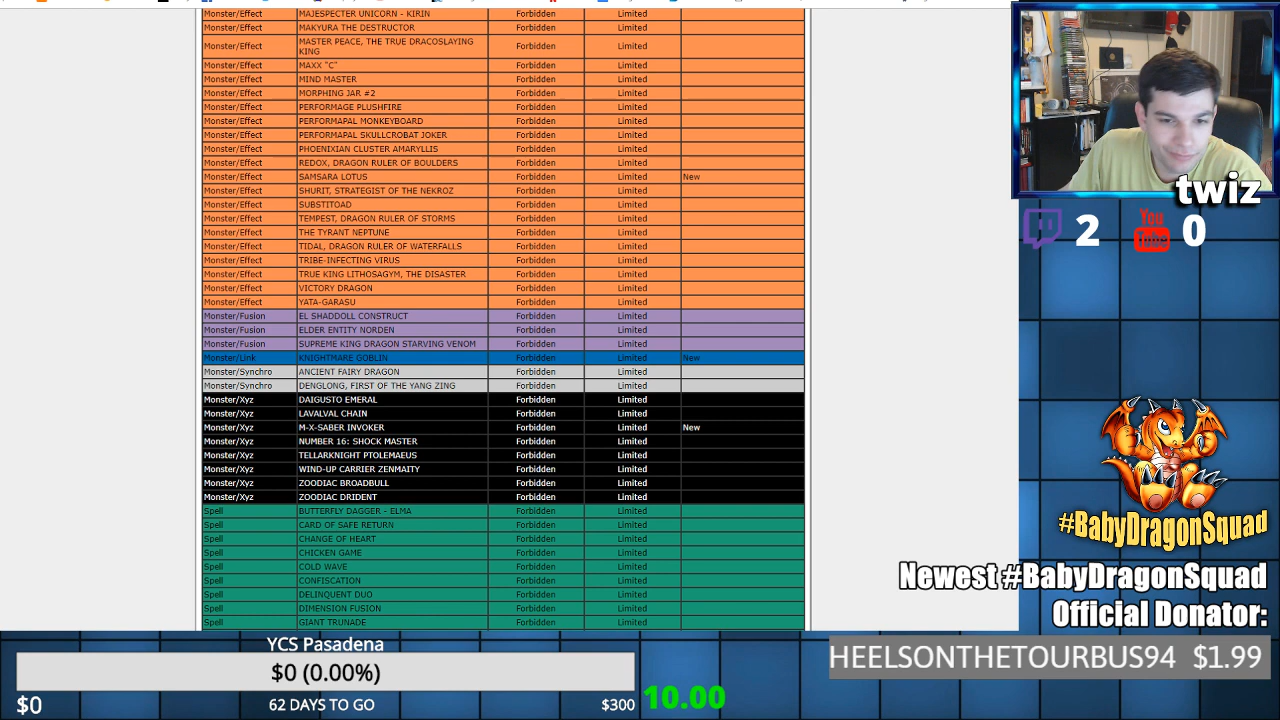 Monster/Effect MAJESPECTER UNICORN - KIRIN Forbidden Limited
Monster/Effect MAKYURA THE DESTRUCTOR Forbidden Limited
Monster/Effect MASTER PEACE, THE TRUE DRACOSLAYING KING Forbidden Limited
Monster/Effect MAXX "C" Forbidden Limited
Monster/Effect MIND MASTER Forbidden Limited
Monster/Effect MORPHING JAR #2 Forbidden Limited
Monster/Effect PERFORMAGE PLUSHFIRE Forbidden Limited
Monster/Effect PERFORMAPAL MONKEYBOARD Forbidden Limited
Monster/Effect PERFORMAPAL SKULLCROBAT JOKER Forbidden Limited
Monster/Effect PHOENIXIAN CLUSTER AMARYLLIS Forbidden Limited
Monster/Effect REDOX, DRAGON RULER OF BOULDERS Forbidden Limited
Monster/Effect SAMSARA LOTUS Forbidden Limited New
Monster/Effect SHURIT, STRATEGIST OF THE NEKROZ Forbidden Limited
Monster/Effect SUBSTITOAD Forbidden Limited
Monster/Effect TEMPEST, DRAGON RULER OF STORMS Forbidden Limited
Monster/Effect THE TYRANT NEPTUNE Forbidden Limited
Monster/Effect TIDAL, DRAGON RULER OF WATERFALLS Forbidden Limited
Monster/Effect TRIBE-INFECTING VIRUS Forbidden Limited
Monster/Effect TRUE KING LITHOSAGYM, THE DISASTER Forbidden Limited
Monster/Effect VICTORY DRAGON Forbidden Limited
Monster/Effect YATA-GARASU Forbidden Limited
Monster/Fusion EL SHADDOLL CONSTRUCT Forbidden Limited
Monster/Fusion ELDER ENTITY NORDEN Forbidden Limited
Monster/Fusion SUPREME KING DRAGON STARVING VENOM Forbidden Limited
Monster/Link KNIGHTMARE GOBLIN Forbidden Limited New
Monster/Synchro ANCIENT FAIRY DRAGON Forbidden Limited
Monster/Synchro DENGLONG, FIRST OF THE YANG ZING Forbidden Limited
Monster/Xyz DAIGUSTO EMERAL Forbidden Limited
Monster/Xyz LAVALVAL CHAIN Forbidden Limited
Monster/Xyz M-X-SABER INVOKER Forbidden Limited New
Monster/Xyz NUMBER 16: SHOCK MASTER Forbidden Limited
Monster/Xyz TELLARKNIGHT PTOLEMAEUS Forbidden Limited
Monster/Xyz WIND-UP CARRIER ZENMAITY Forbidden Limited
Monster/Xyz ZOODIAC BROADBULL Forbidden Limited
Monster/Xyz ZOODIAC DRIDENT Forbidden Limited
Spell BUTTERFLY DAGGER - ELMA Forbidden Limited
Spell CARD OF SAFE RETURN Forbidden Limited
Spell CHANGE OF HEART Forbidden Limited
Spell CHICKEN GAME Forbidden Limited
Spell COLD WAVE Forbidden Limited
Spell CONFISCATION Forbidden Limited
Spell DELINQUENT DUO Forbidden Limited
Spell DIMENSION FUSION Forbidden Limited
Spell GIANT TRUNADE Forbidden Limited
twiz
2 You Tube 0
#BabyDragonSquad
Newest #BabyDragonSquad
Official Donator:
HEELSONTHETOURBUS94 $1.99
YCS Pasadena
$0 (0.00%)
$0 62 DAYS TO GO $300
10.00